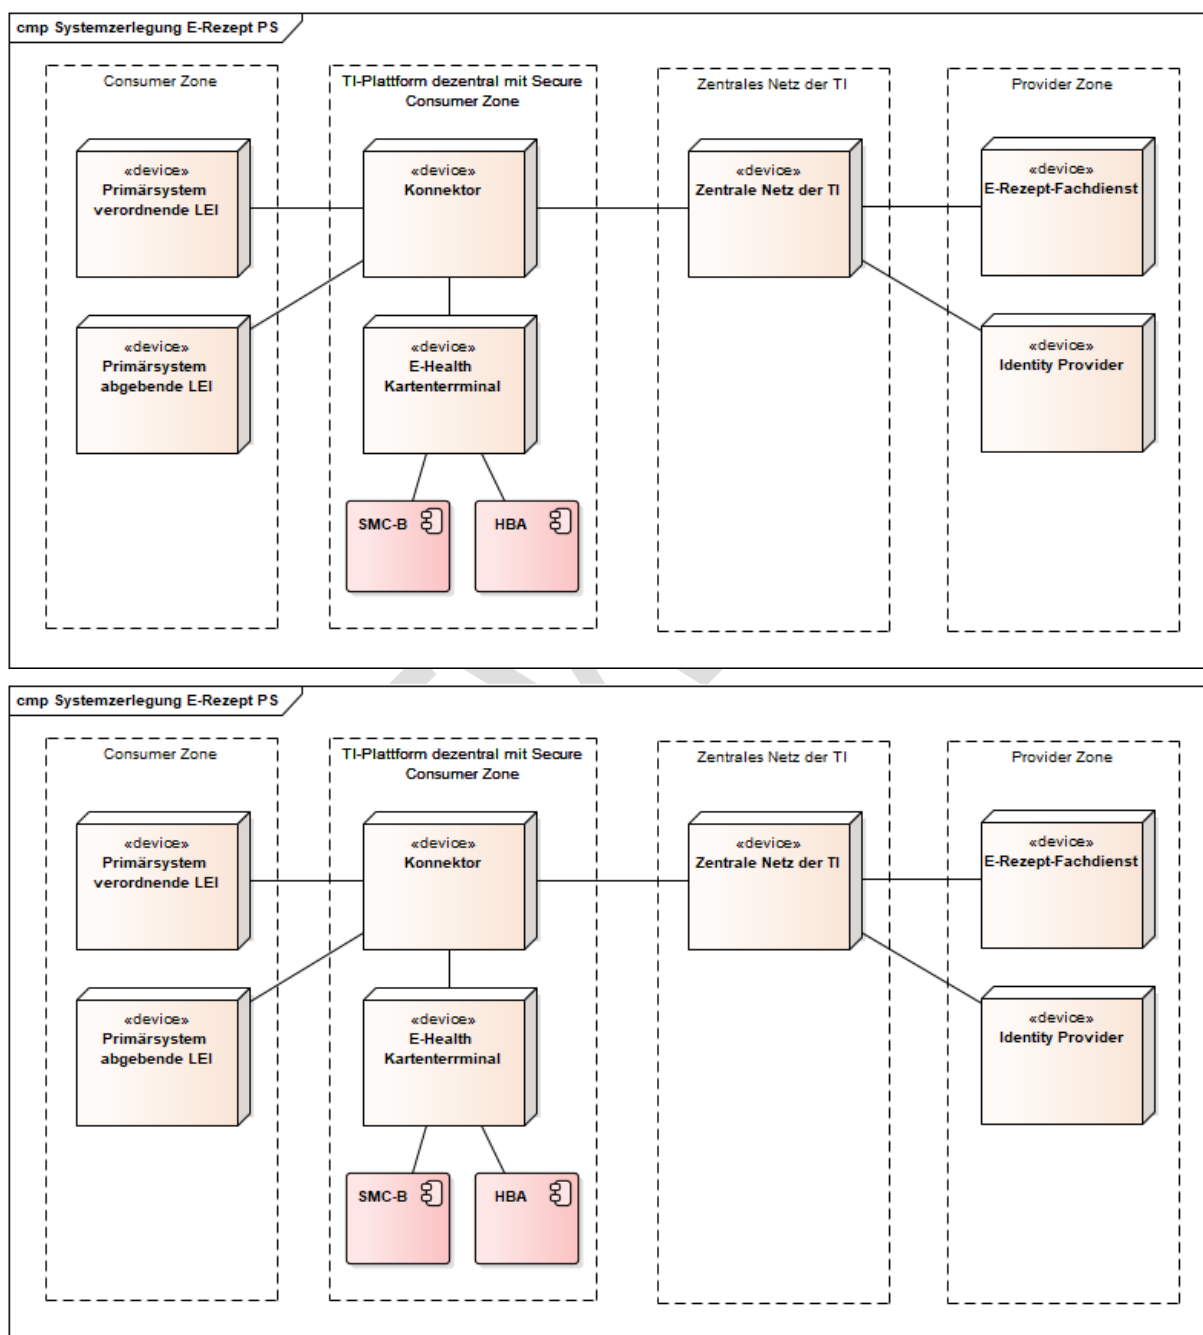 cmp Systemzerlegung E-Rezept PS
Consumer Zone
TI-Plattform dezentral mit Secure
Consumer Zone
Zentrales Netz der TI
Provider Zone
«device»
Primärsystem
verordnende LEI
«device»
Konnektor
«device»
Zentrale Netz der TI
«device»
E-Rezept-Fachdienst
«device»
Primärsystem
abgebende LEI
«device»
E-Health
Kartenterrminal
«device»
Identity Provider
SMC-B
HBA
cmp Systemzerlegung E-Rezept PS
Consumer Zone
TI-Plattform dezentral mit Secure
Consumer Zone
Zentrales Netz der TI
Provider Zone
«device»
Primärsystem
verordnende LEI
«device»
Konnektor
«device»
Zentrale Netz der TI
«device»
E-Rezept-Fachdienst
«device»
Primärsystem
abgebende LEI
«device»
E-Health
Kartenterrminal
«device»
Identity Provider
SMC-B
HBA